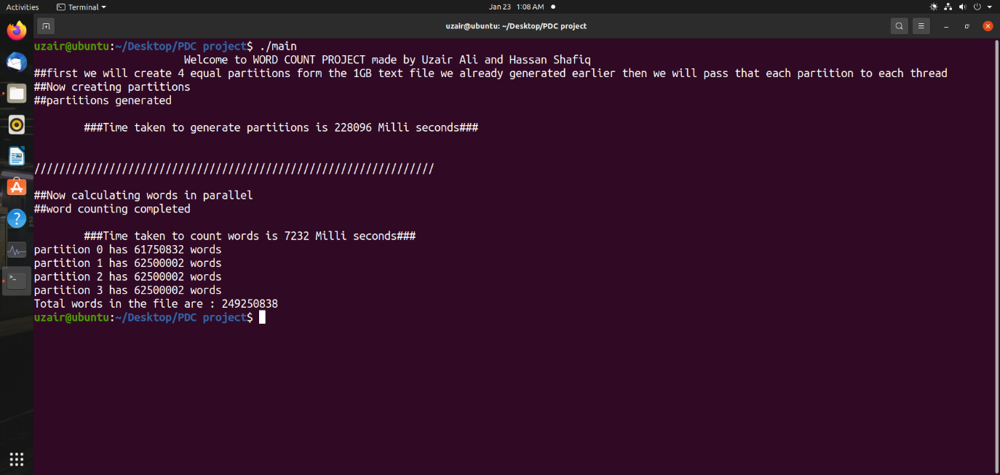 Activities Terminal Jan 23 1:08 AM
uzair@ubuntu: ~/Desktop/PDC project
uzair@ubuntu:~/Desktop/PDC project$ ./main
Welcome to WORD COUNT PROJECT made by Uzair Ali and Hassan Shafiq
##first we will create 4 equal partitions form the 1GB text file we already generated earlier then we will pass that each partition to each thread
##Now creating partitions
##partitions generated
###Time taken to generate partitions is 228096 Milli seconds###
////////////////////////////////////////////////////////////////
##Now calculating words in parallel
##word counting completed
###Time taken to count words is 7232 Milli seconds###
partition 0 has 61750832 words
partition 1 has 62500002 words
partition 2 has 62500002 words
partition 3 has 62500002 words
Total words in the file are : 249250838
uzair@ubuntu:~/Desktop/PDC project$